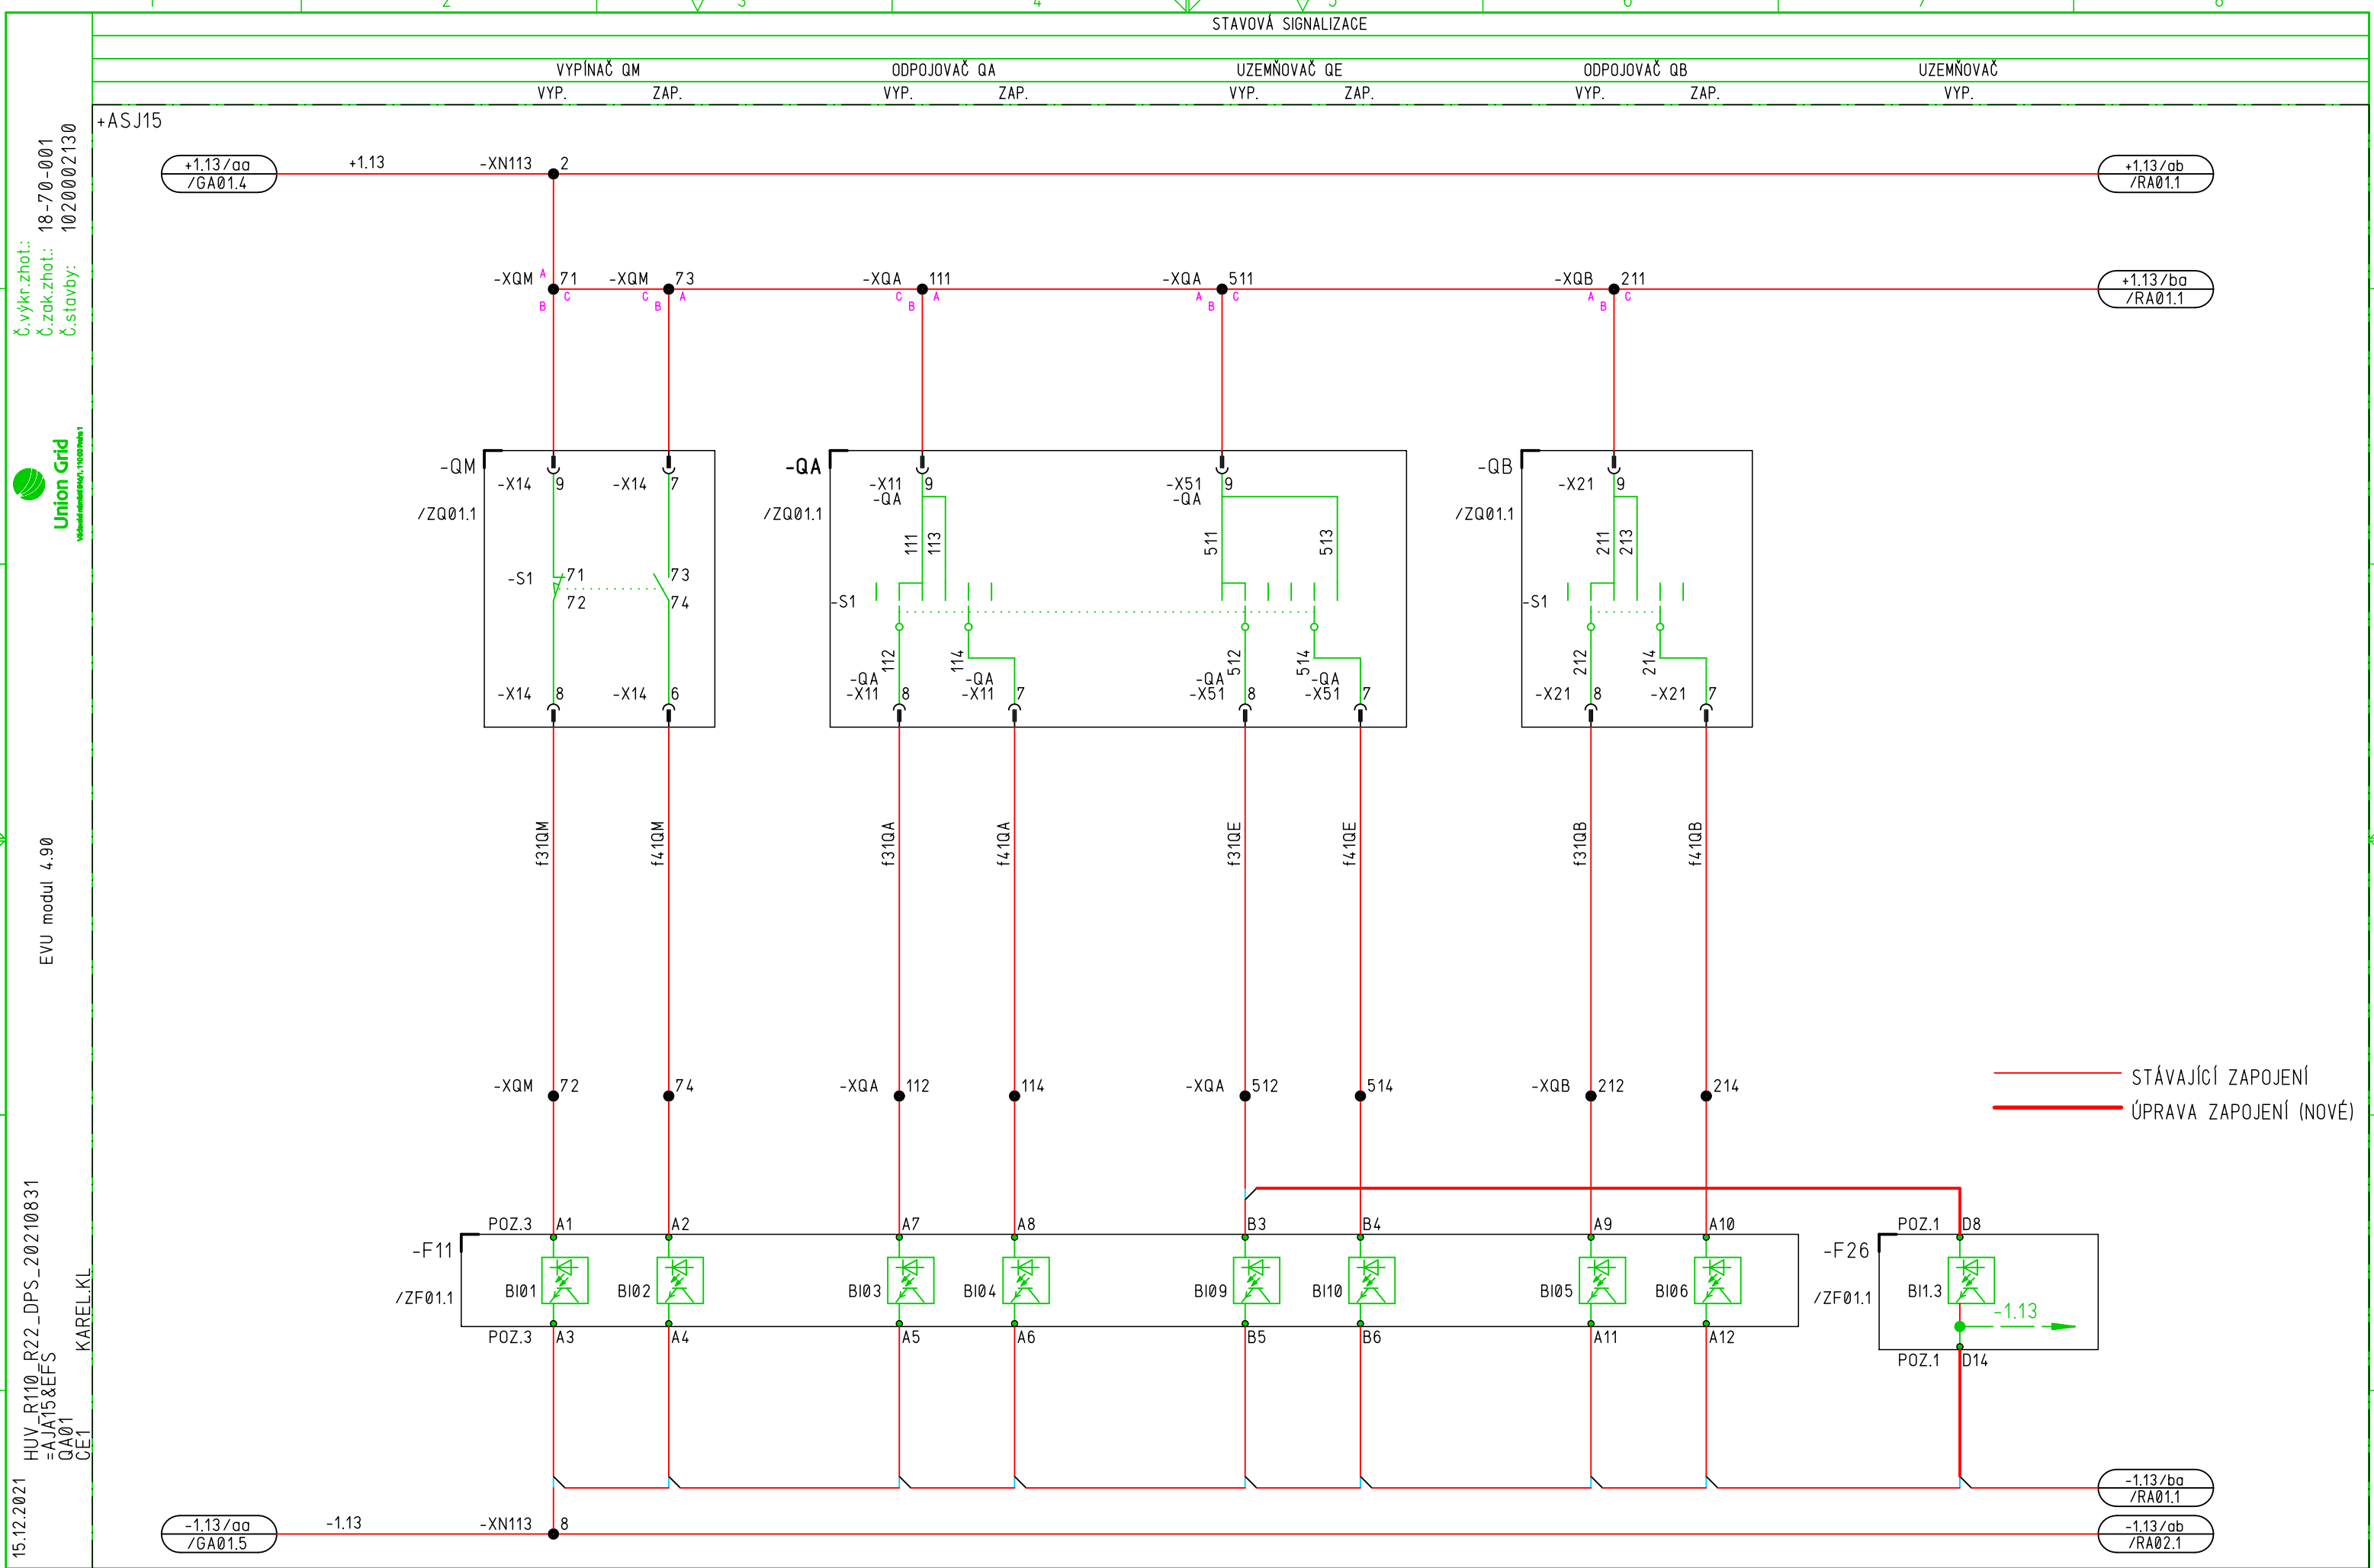 1 2 3 4 5 6 7 8
STAVOVÁ SIGNALIZACE
VYPÍNAČ QM ODPOJOVAČ QA UZEMŇOVAČ QE ODPOJOVAČ QB UZEMŇOVAČ
VYP. ZAP. VYP. ZAP. VYP. ZAP. VYP. ZAP. VYP.
+ASJ15
+1.13/aa
/GA01.4
+1.13
-XN113 2
+1.13/ab
/RA01.1
-XQM 71 -XQM 73 -XQA 111 -XQA 511 -XQB 211
A B C C B A C B A A B C A B C
+1.13/ba
/RA01.1
-QM -QA -QB
-X14 9 -X14 7 -X11 9 -X51 9 -X21 9
-QA -QA
/ZQ01.1 /ZQ01.1 /ZQ01.1
111 113 511 513 211 213
-S1 71 73
72 74
-S1 -S1
112 114 512 514 212 214
-QA -QA -QA -QA
-X14 8 -X14 6 -X11 8 -X11 7 -X51 8 -X51 7 -X21 8 -X21 7
f31QM f41QM f31QA f41QA f31QE f41QE f31QB f41QB
-XQM 72 74 -XQA 112 114 -XQA 512 514 -XQB 212 214
STÁVAJÍCÍ ZAPOJENÍ
ÚPRAVA ZAPOJENÍ (NOVÉ)
POZ.3 A1 A2 A7 A8 B3 B4 A9 A10 POZ.1 D8
-F11 -F26
BI01 BI02 BI03 BI04 BI09 BI10 BI05 BI06 BI1.3
/ZF01.1 /ZF01.1
-1.13
POZ.3 A3 A4 A5 A6 B5 B6 A11 A12 POZ.1 D14
-1.13/ba
/RA01.1
-1.13/aa
/GA01.5
-1.13
-XN113 8
-1.13/ab
/RA02.1
Č.výkr.zhot.:
Č.zak.zhot.: 18-70-001
Č.stavby: 1020002130
Union Grid
EVU modul 4.90
15.12.2021
HUV_R110_R22_DPS_20210831
=AJA15&EFS
QA01
CE1
KAREL.KL